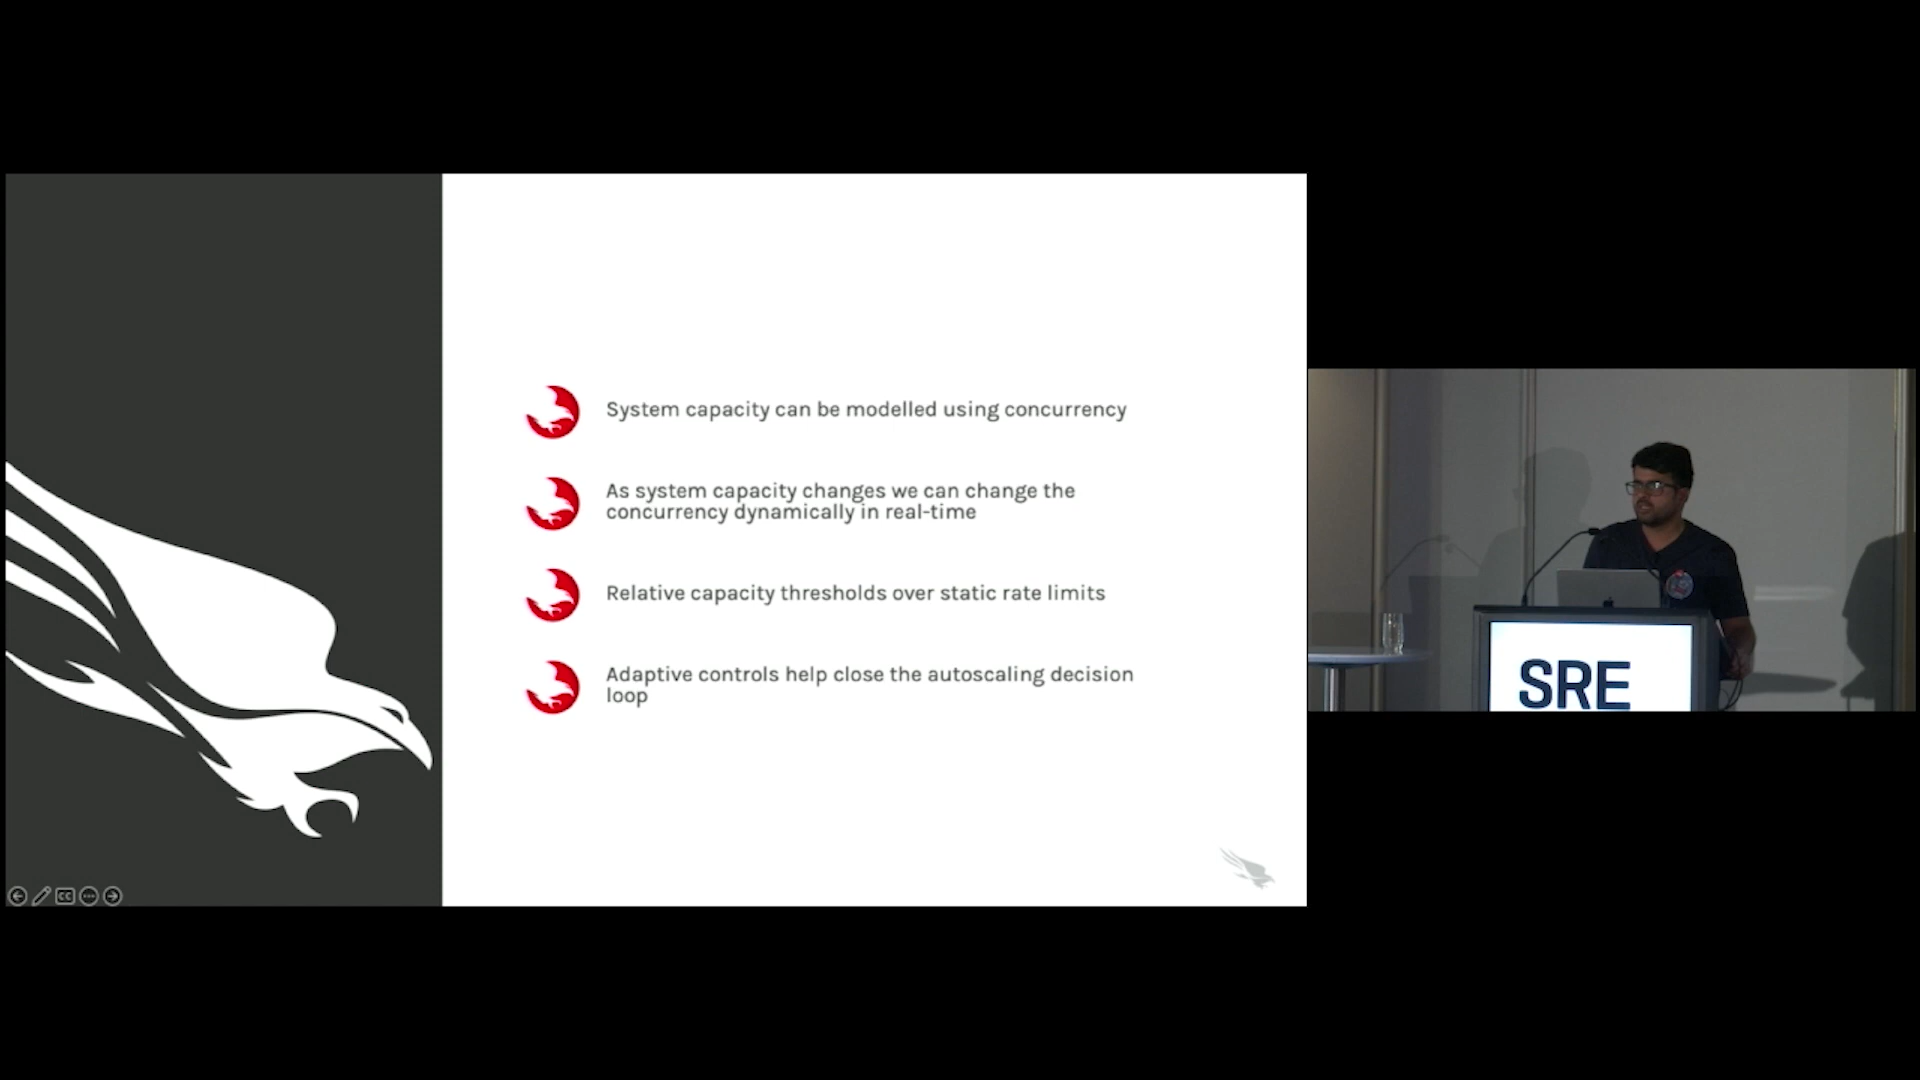 System capacity can be modelled using concurrency
As system capacity changes we can change the
concurrency dynamically in real-time
Relative capacity thresholds over static rate limits
Adaptive controls help close the autoscaling decision
loop
CC
SRE